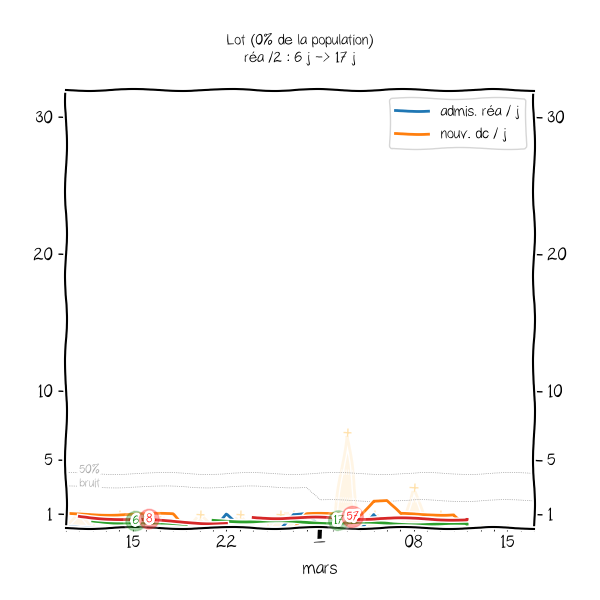 Lot (0% de la population)
réa /2 : 6 j -> 17 j
admis. réa / j
nouv. dc / j
30 30
20 20
10 10
5 5
50%
bruit
1 1
6 8 17 57
15 22 1 08 15
mars